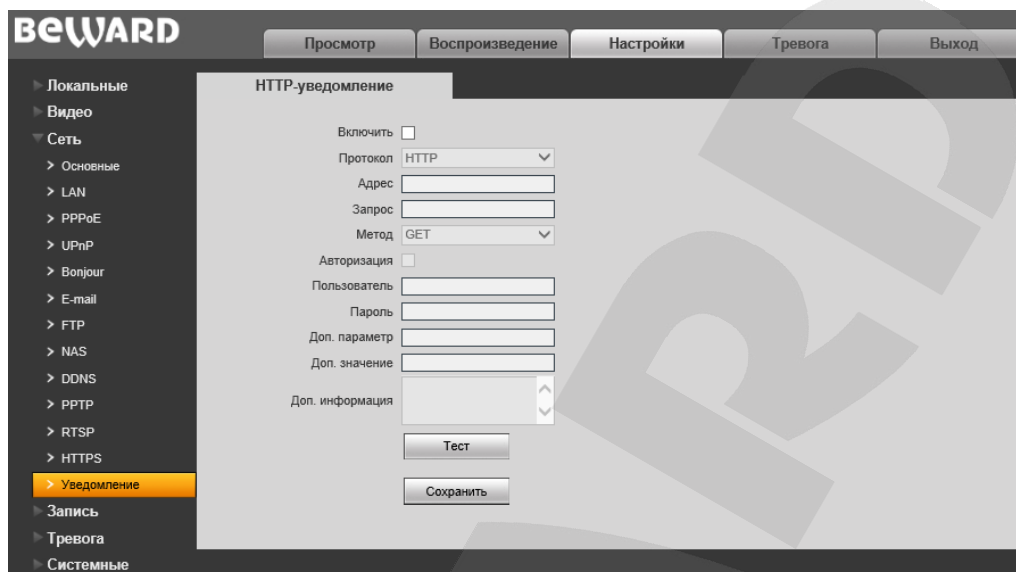 BEWARD
Просмотр Воспроизведение Настройки Тревога Выход
Локальные
Видео
Сеть
Основные
LAN
PPPoE
UPnP
Bonjour
E-mail
FTP
NAS
DDNS
PPTP
RTSP
HTTPS
Уведомление
Запись
Тревога
Системные
HTTP-уведомление
Включить
Протокол HTTP
Адрес
Запрос
Метод GET
Авторизация
Пользователь
Пароль
Доп. параметр
Доп. значение
Доп. информация
Тест
Сохранить